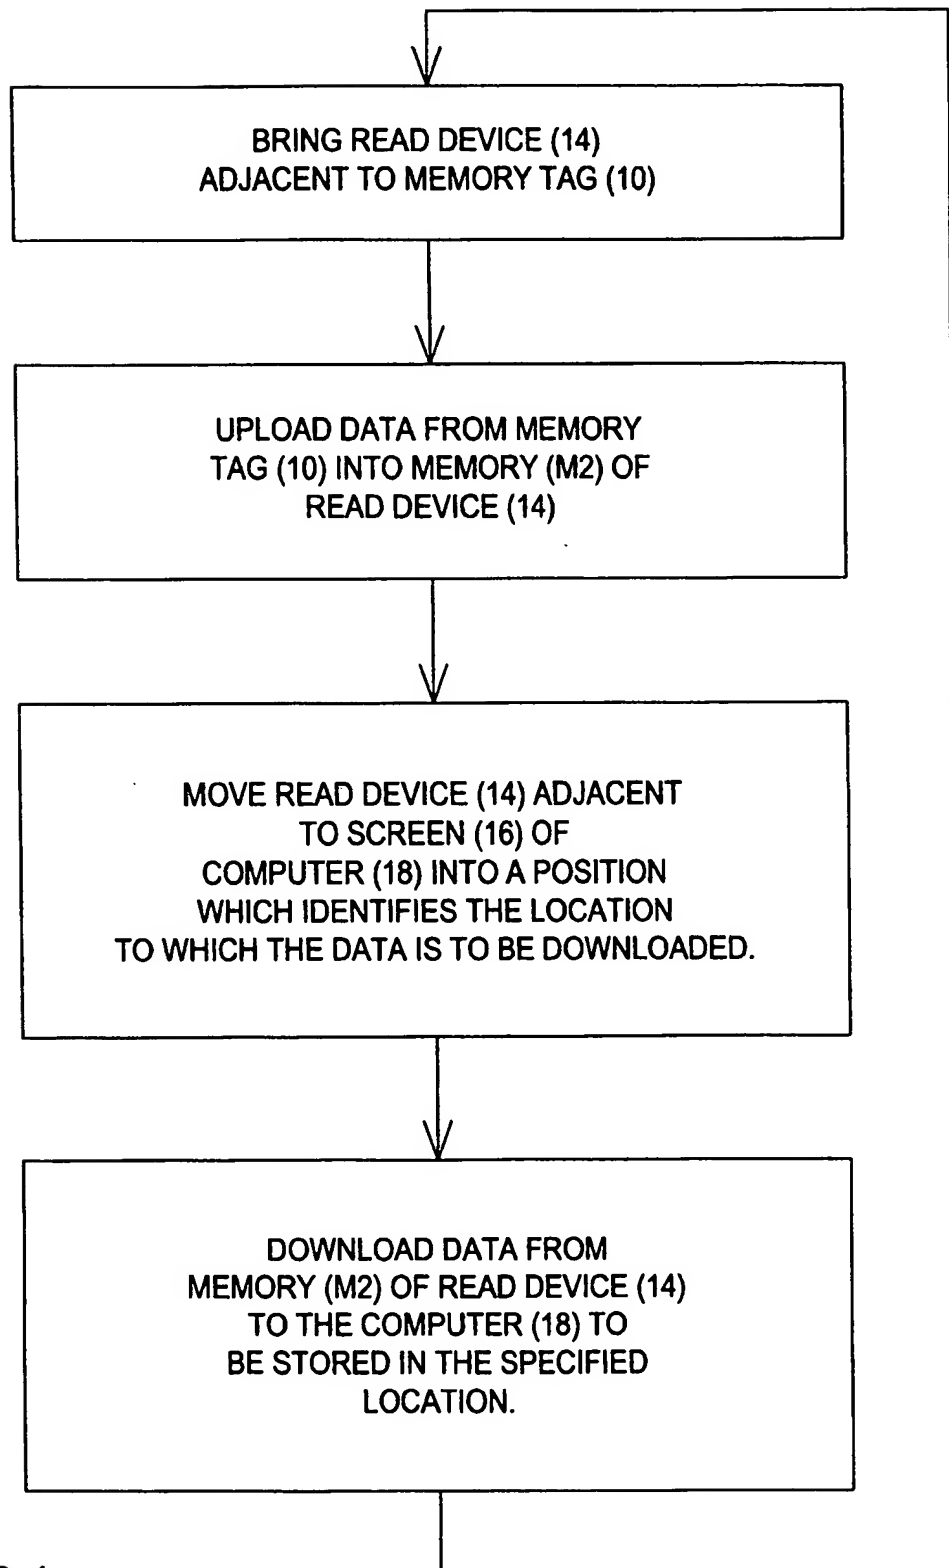 BRING READ DEVICE (14)
ADJACENT TO MEMORY TAG (10)
UPLOAD DATA FROM MEMORY
TAG (10) INTO MEMORY (M2) OF
READ DEVICE (14)
MOVE READ DEVICE (14) ADJACENT
TO SCREEN (16) OF
COMPUTER (18) INTO A POSITION
WHICH IDENTIFIES THE LOCATION
TO WHICH THE DATA IS TO BE DOWNLOADED.
DOWNLOAD DATA FROM
MEMORY (M2) OF READ DEVICE (14)
TO THE COMPUTER (18) TO
BE STORED IN THE SPECIFIED
LOCATION.